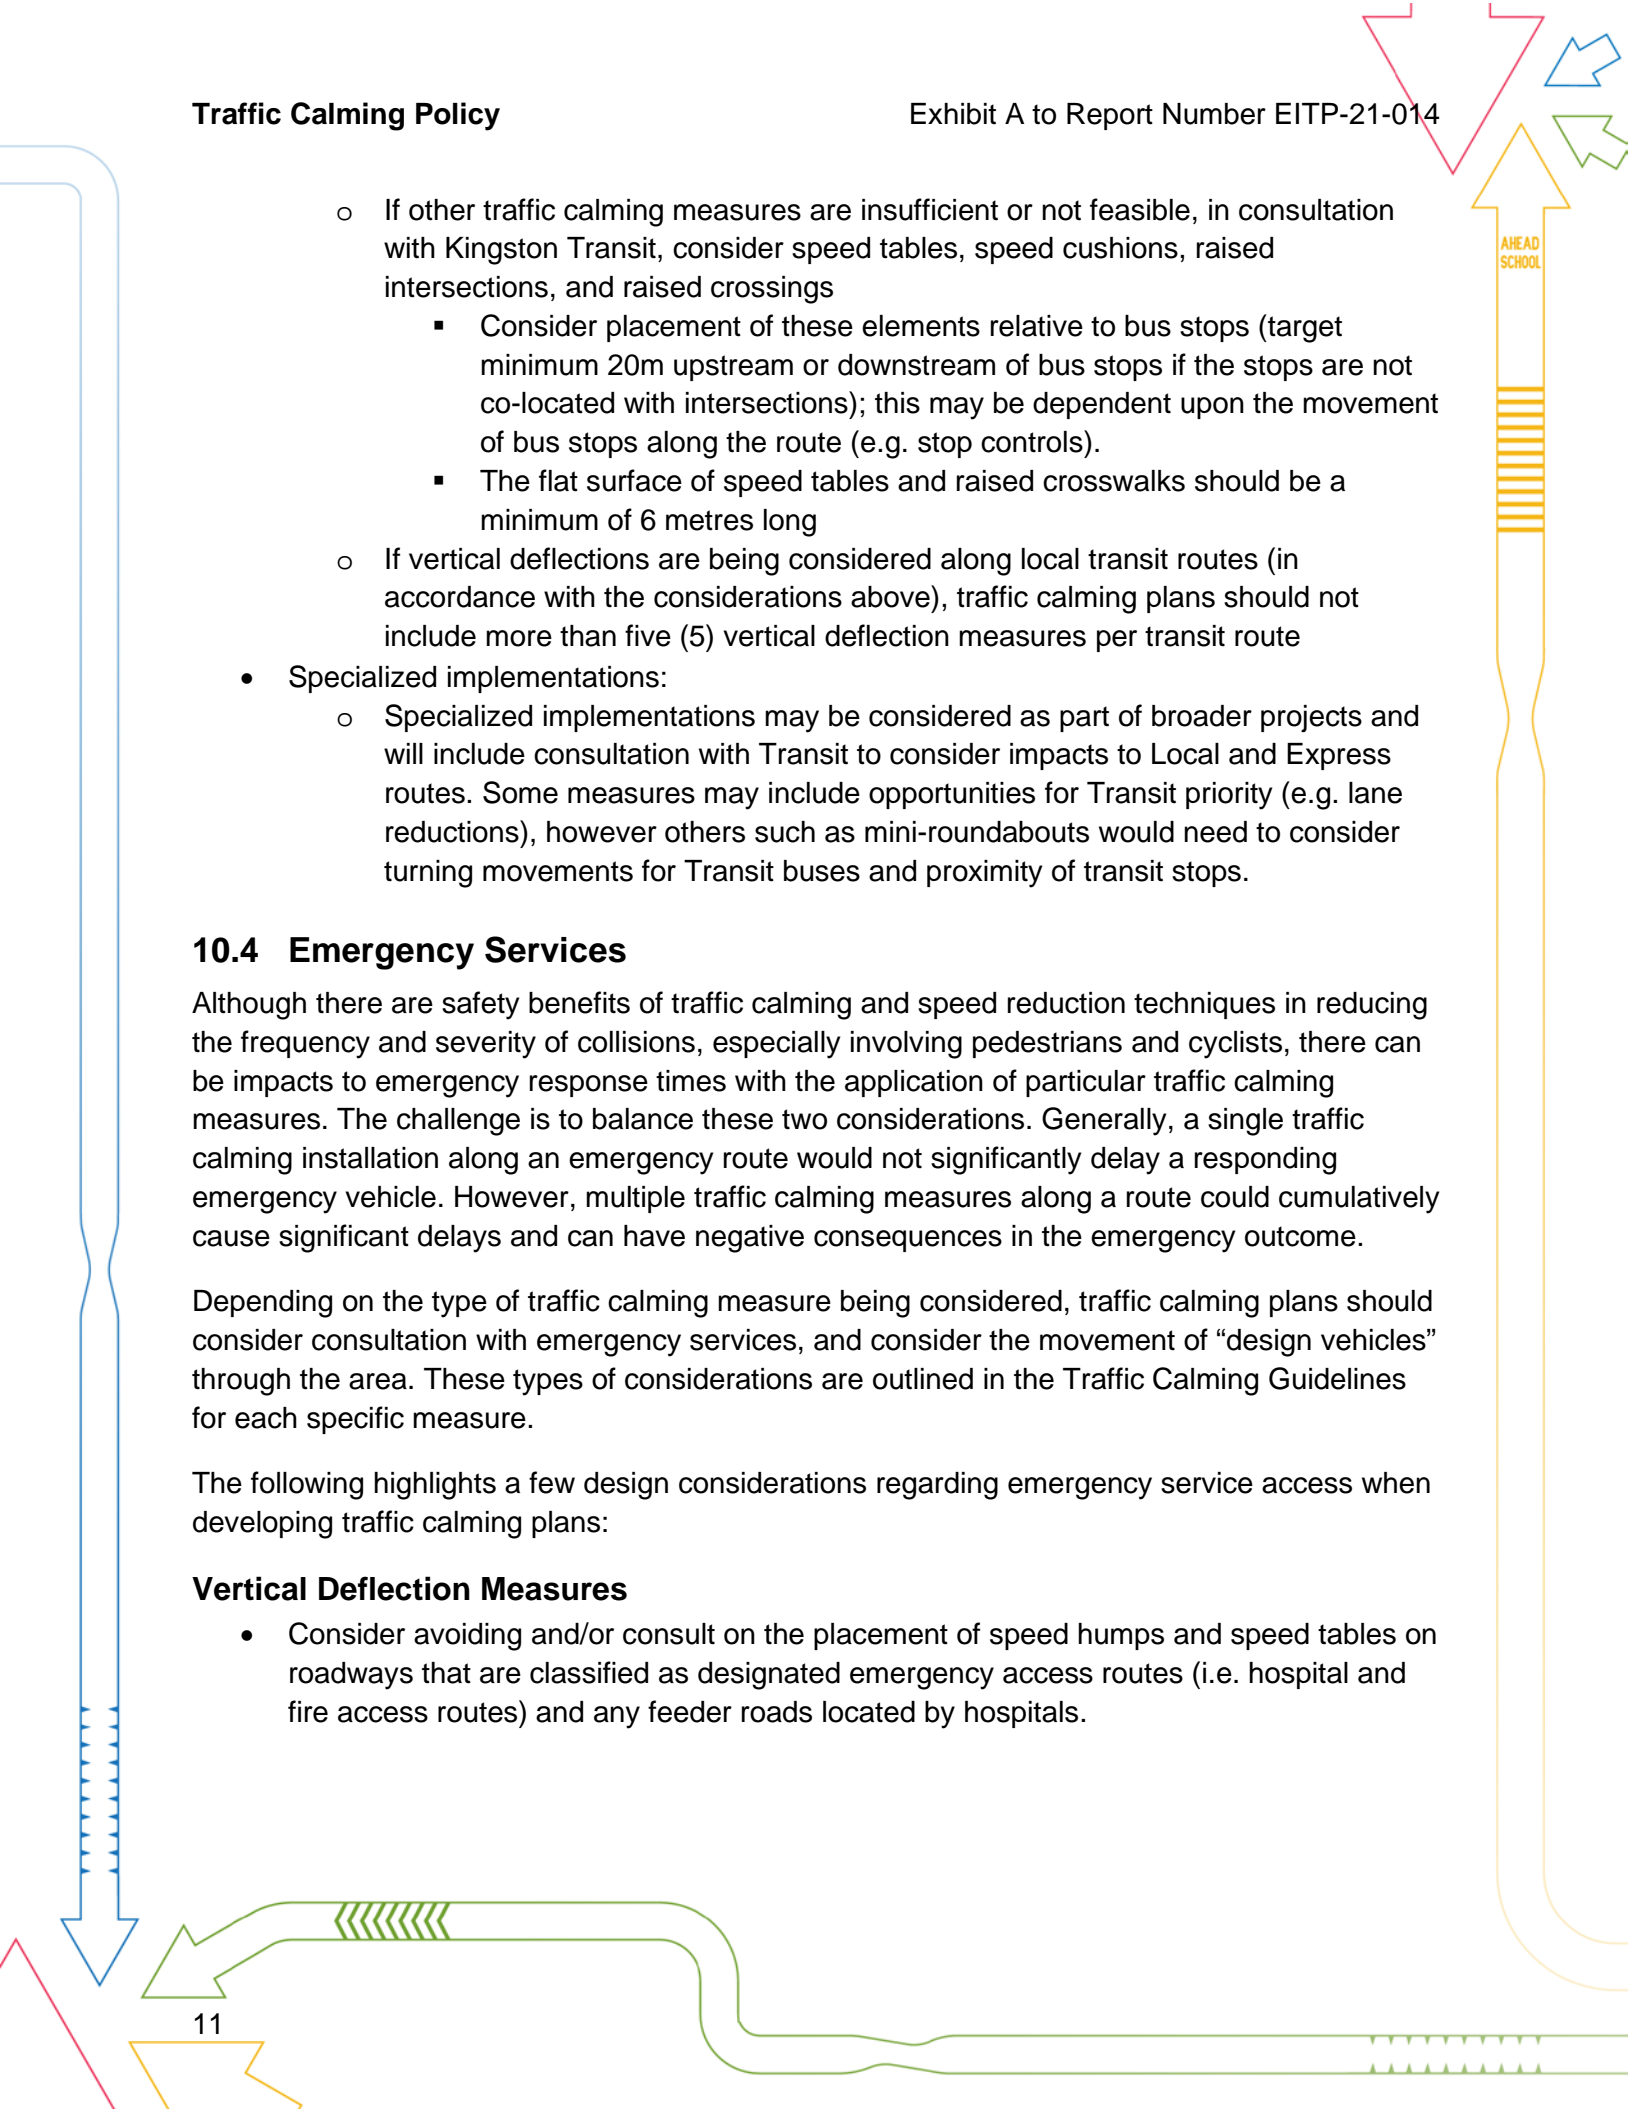 Traffic Calming Policy Exhibit A to Report Number EITP-21-014
AHEAD
SCHOOL
o If other traffic calming measures are insufficient or not feasible, in consultation
with Kingston Transit, consider speed tables, speed cushions, raised
intersections, and raised crossings
▪ Consider placement of these elements relative to bus stops (target
minimum 20m upstream or downstream of bus stops if the stops are not
co-located with intersections); this may be dependent upon the movement
of bus stops along the route (e.g. stop controls).
▪ The flat surface of speed tables and raised crosswalks should be a
minimum of 6 metres long
o If vertical deflections are being considered along local transit routes (in
accordance with the considerations above), traffic calming plans should not
include more than five (5) vertical deflection measures per transit route
• Specialized implementations:
o Specialized implementations may be considered as part of broader projects and
will include consultation with Transit to consider impacts to Local and Express
routes. Some measures may include opportunities for Transit priority (e.g. lane
reductions), however others such as mini-roundabouts would need to consider
turning movements for Transit buses and proximity of transit stops.
10.4 Emergency Services
Although there are safety benefits of traffic calming and speed reduction techniques in reducing
the frequency and severity of collisions, especially involving pedestrians and cyclists, there can
be impacts to emergency response times with the application of particular traffic calming
measures. The challenge is to balance these two considerations. Generally, a single traffic
calming installation along an emergency route would not significantly delay a responding
emergency vehicle. However, multiple traffic calming measures along a route could cumulatively
cause significant delays and can have negative consequences in the emergency outcome.
Depending on the type of traffic calming measure being considered, traffic calming plans should
consider consultation with emergency services, and consider the movement of “design vehicles”
through the area. These types of considerations are outlined in the Traffic Calming Guidelines
for each specific measure.
The following highlights a few design considerations regarding emergency service access when
developing traffic calming plans:
Vertical Deflection Measures
• Consider avoiding and/or consult on the placement of speed humps and speed tables on
roadways that are classified as designated emergency access routes (i.e. hospital and
fire access routes) and any feeder roads located by hospitals.
11